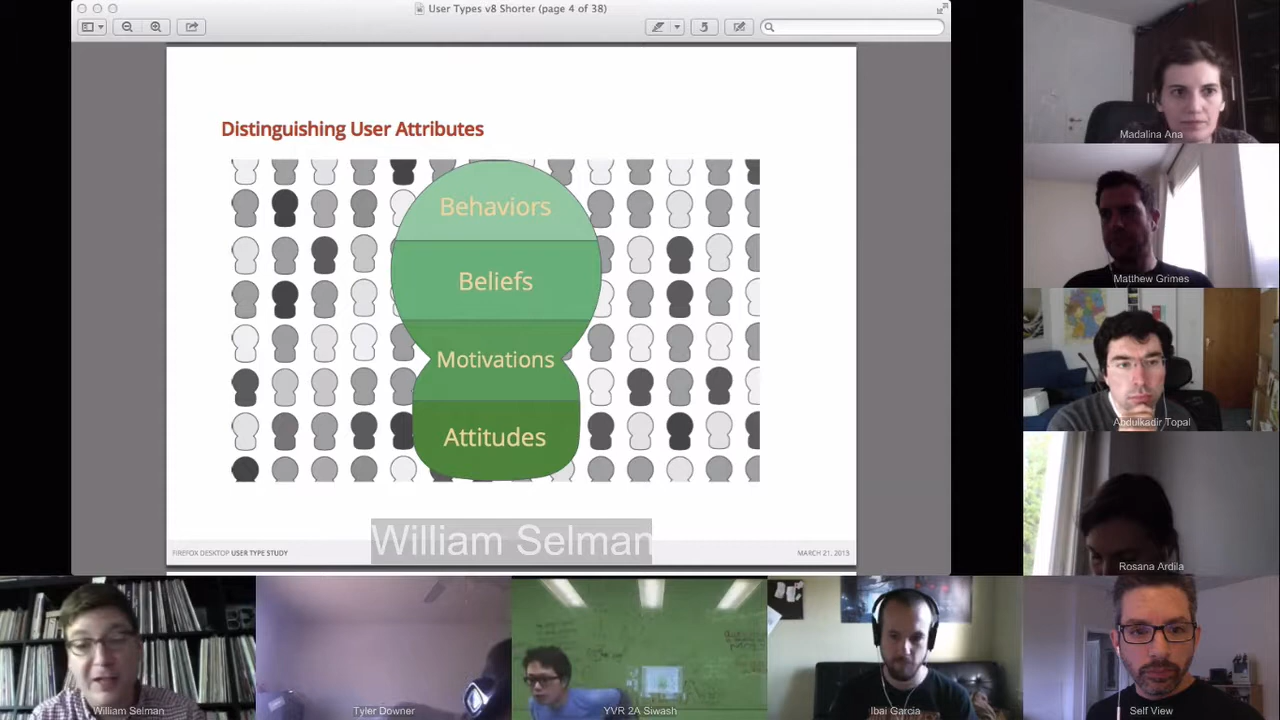 User Types v8 Shorter (page 4 of 38)
Distinguishing User Attributes
Behaviors
Beliefs
Motivations
Attitudes
William Selman
FIREFOX DESKTOP USER TYPE STUDY
MARCH 21, 2013
Madalina Ana
Matthew Grimes
Abdulkadir Topal
Rosana Ardila
William Selman
Tyler Downer
YVR 2A Siwash
Ibai Garcia
Self View